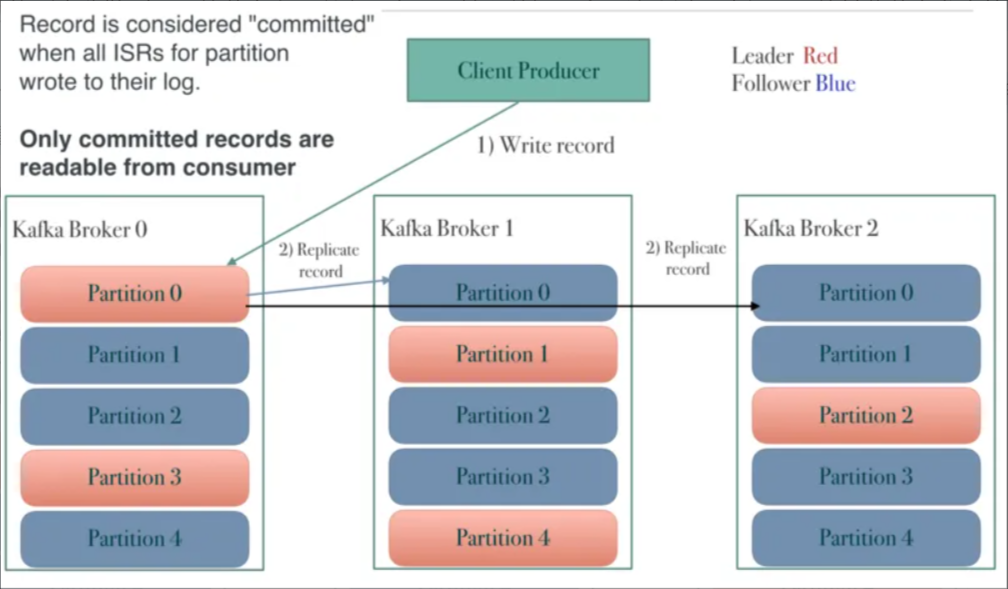 Record is considered "committed"
when all ISRs for partition
wrote to their log.
Only committed records are
readable from consumer
Client Producer
Leader Red
Follower Blue
1) Write record
Kafka Broker 0
2) Replicate
record
Kafka Broker 1
2) Replicate
record
Kafka Broker 2
Partition 0
Partition 1
Partition 2
Partition 3
Partition 4
Partition 0
Partition 1
Partition 2
Partition 3
Partition 4
Partition 0
Partition 1
Partition 2
Partition 3
Partition 4